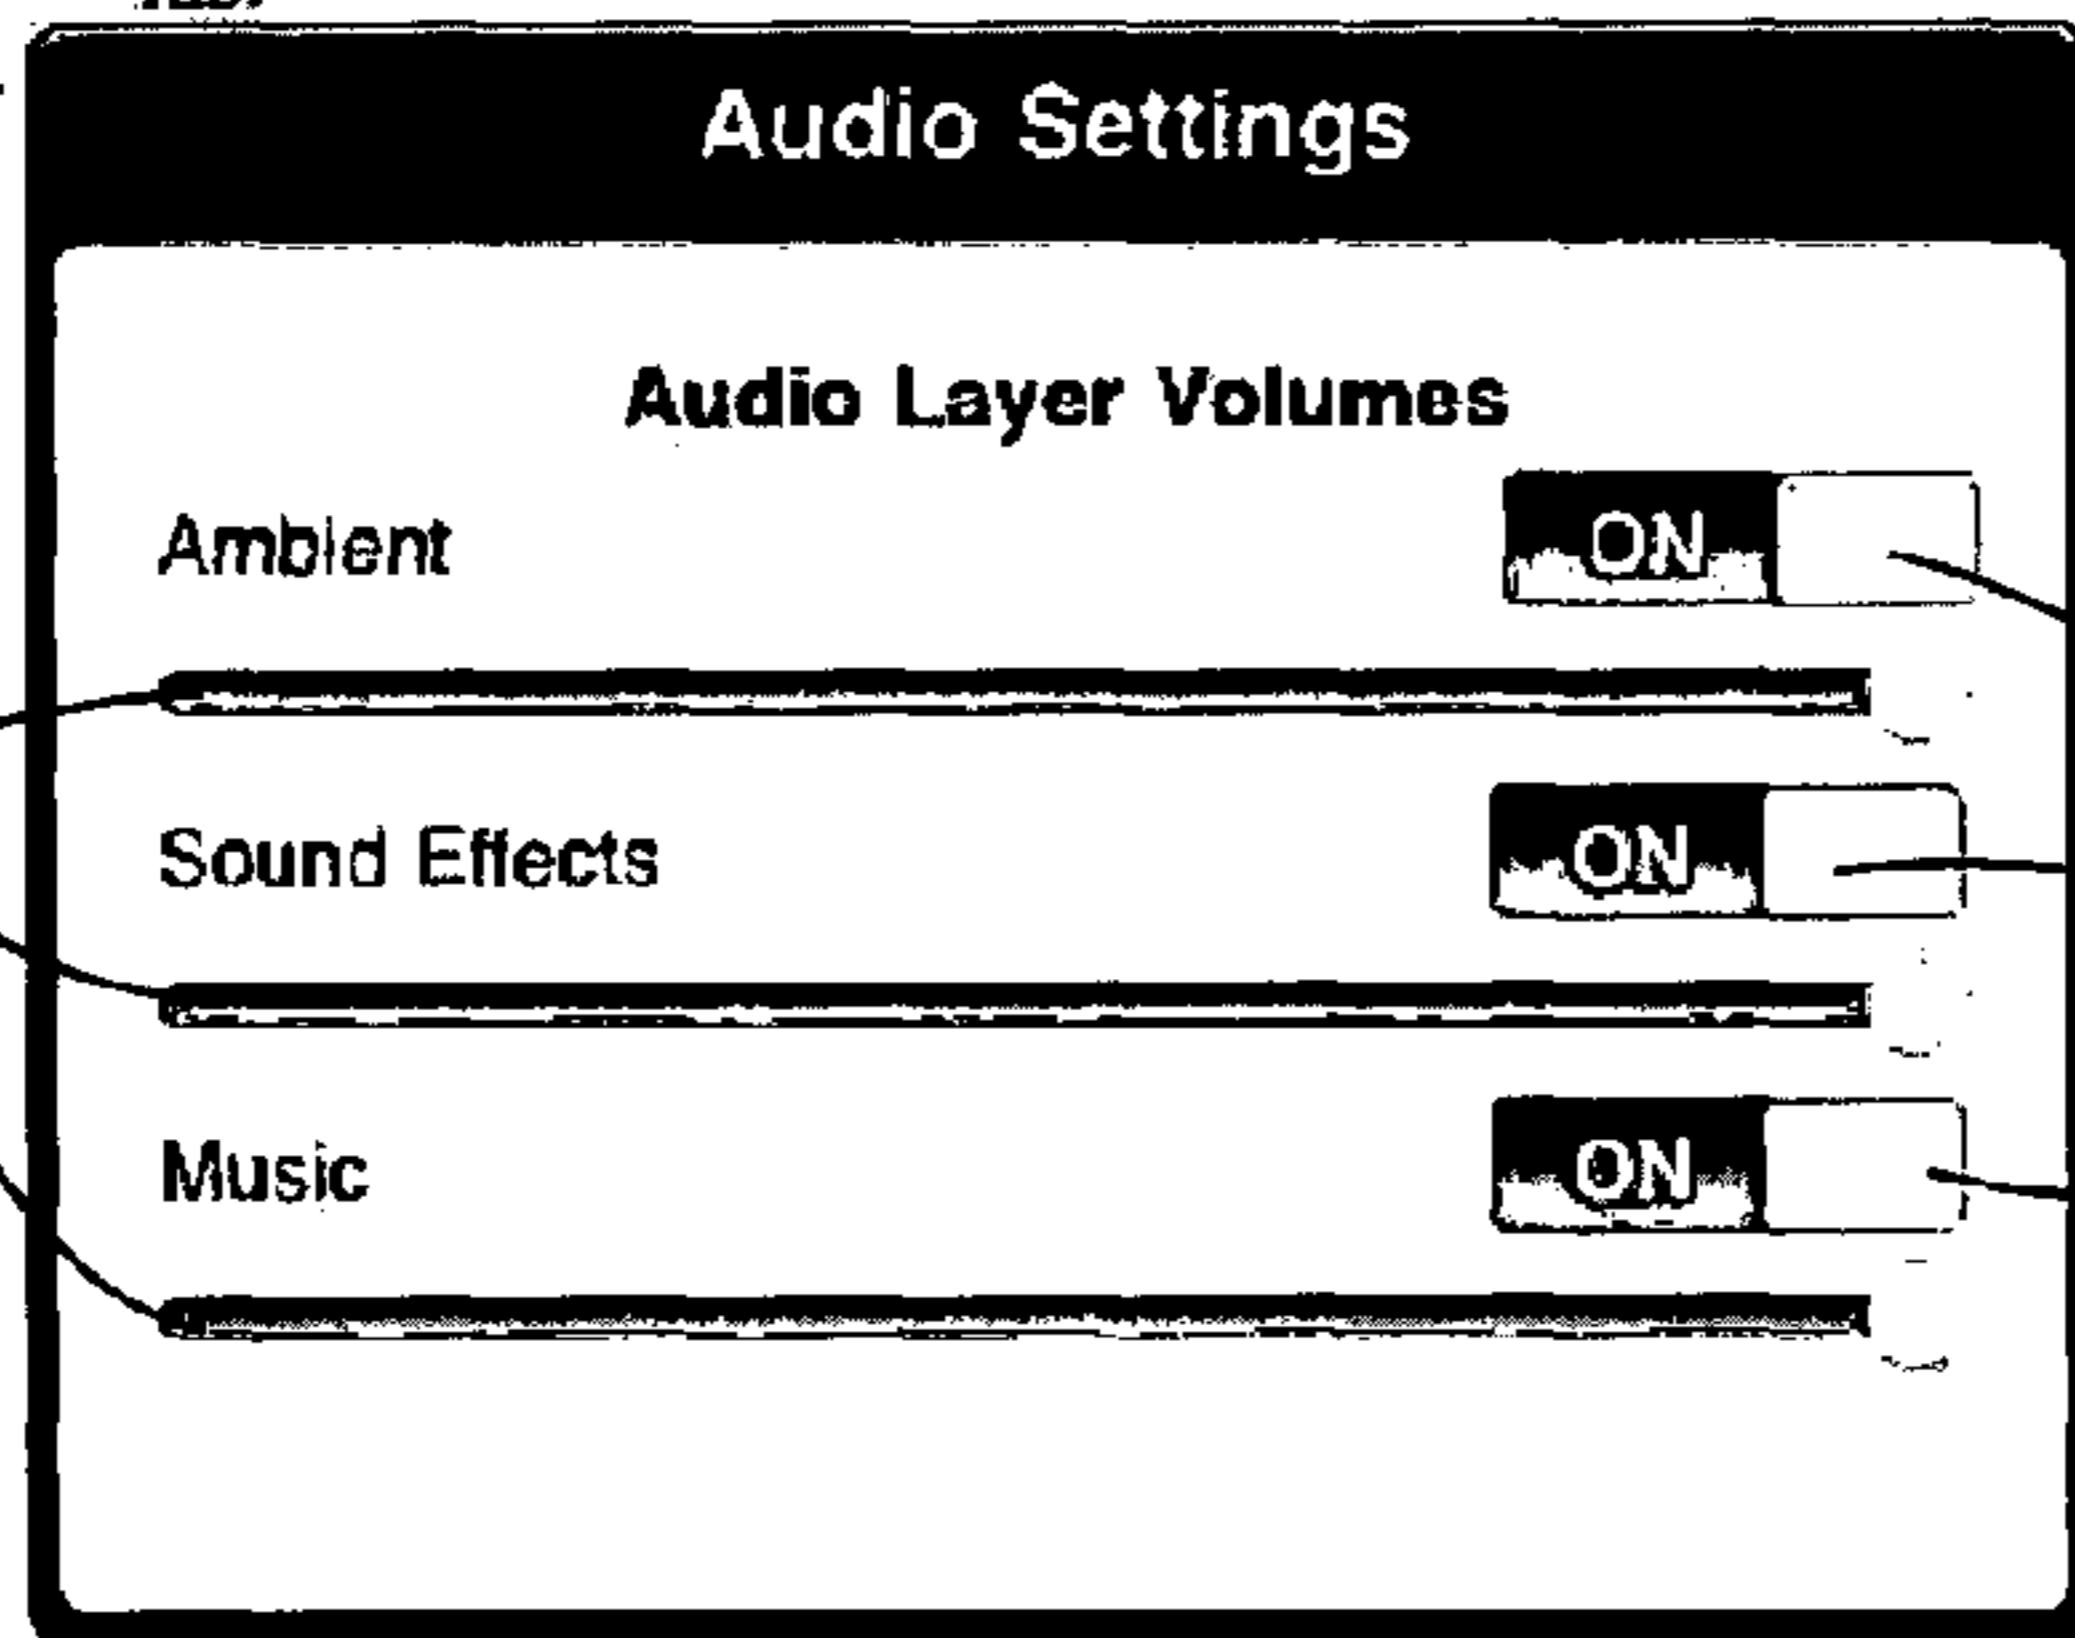 Audio Settings
Audio Layer Volumes
Ambient ON
Sound Effects ON
Music ON